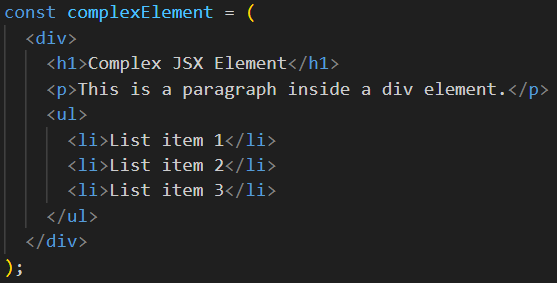 const complexElement = (
  <div>
    <h1>Complex JSX Element</h1>
    <p>This is a paragraph inside a div element.</p>
    <ul>
      <li>List item 1</li>
      <li>List item 2</li>
      <li>List item 3</li>
    </ul>
  </div>
);